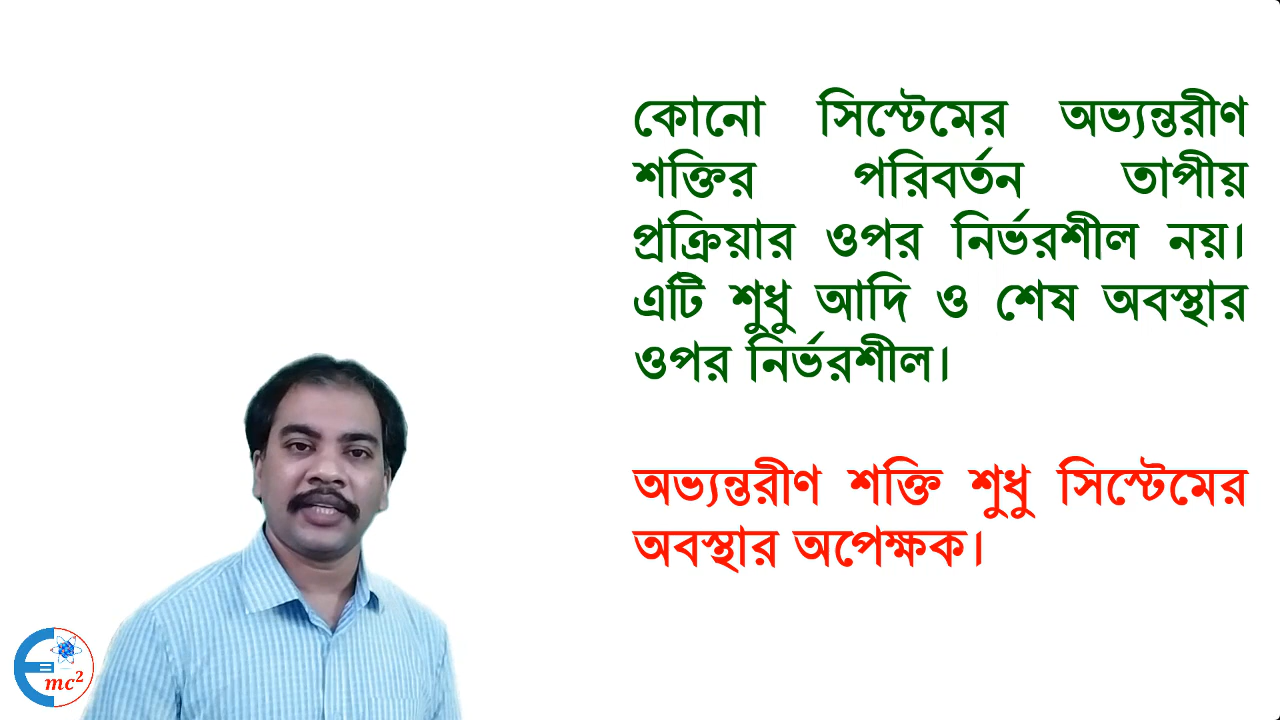 কোনো সিস্টেমের অভ্যন্তরীণ
শক্তির পরিবর্তন তাপীয়
প্রক্রিয়ার ওপর নির্ভরশীল নয়।
এটি শুধু আদি ও শেষ অবস্থার
ওপর নির্ভরশীল।
অভ্যন্তরীণ শক্তি শুধু সিস্টেমের
অবস্থার অপেক্ষক।
E=mc²